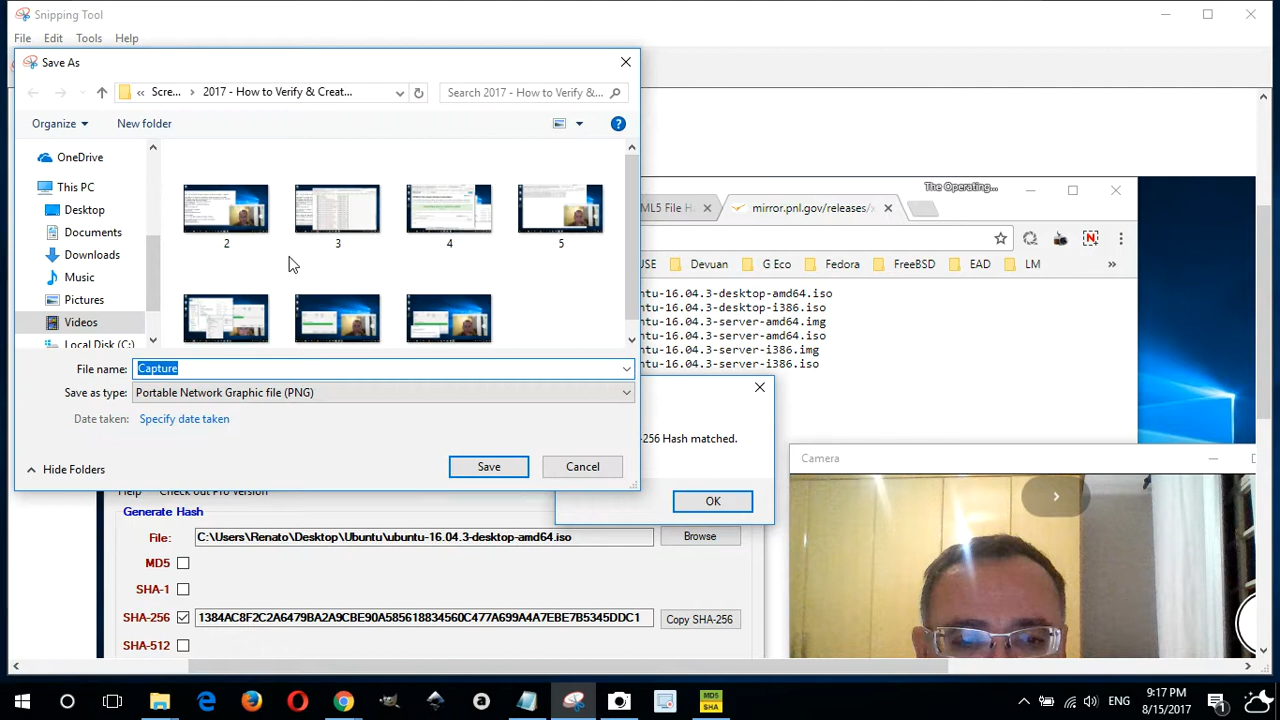 Snipping Tool
File Edit Tools Help
Save As
« Scre... › 2017 - How to Verify & Creat...
Search 2017 - How to Verify &...
Organize
New folder
OneDrive
This PC
Desktop
Documents
Downloads
Music
Pictures
Videos
Local Disk (C:)
2
3
4
5
File name: Capture
Save as type: Portable Network Graphic file (PNG)
Date taken: Specify date taken
Hide Folders
Save
Cancel
The Operating...
ML5 File Ha
mirror.pnl.gov/releases/
USE Devuan G Eco Fedora FreeBSD EAD LM »
ntu-16.04.3-desktop-amd64.iso
ntu-16.04.3-desktop-i386.iso
ntu-16.04.3-server-amd64.img
ntu-16.04.3-server-amd64.iso
ntu-16.04.3-server-i386.img
ntu-16.04.3-server-i386.iso
-256 Hash matched.
OK
Camera
Help Check out Pro version
Generate Hash
File: C:\Users\Renato\Desktop\Ubuntu\ubuntu-16.04.3-desktop-amd64.iso
Browse
MD5
SHA-1
SHA-256 1384AC8F2C2A6479BA2A9CBE90A585618834560C477A699A4A7EBE7B5345DDC1
Copy SHA-256
SHA-512
MD5
SHA
ENG
9:17 PM
8/15/2017
1